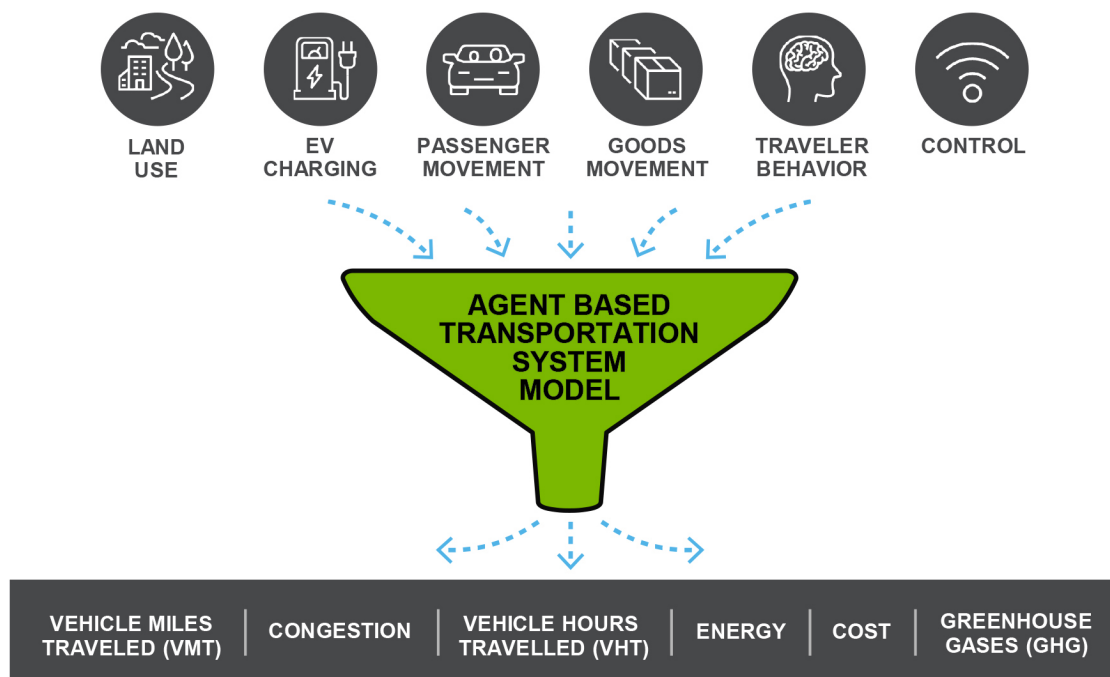 LAND
USE
EV
CHARGING
PASSENGER
MOVEMENT
GOODS
MOVEMENT
TRAVELER
BEHAVIOR
CONTROL
AGENT BASED
TRANSPORTATION
SYSTEM
MODEL
VEHICLE MILES
TRAVELED (VMT)
CONGESTION
VEHICLE HOURS
TRAVELLED (VHT)
ENERGY
COST
GREENHOUSE
GASES (GHG)